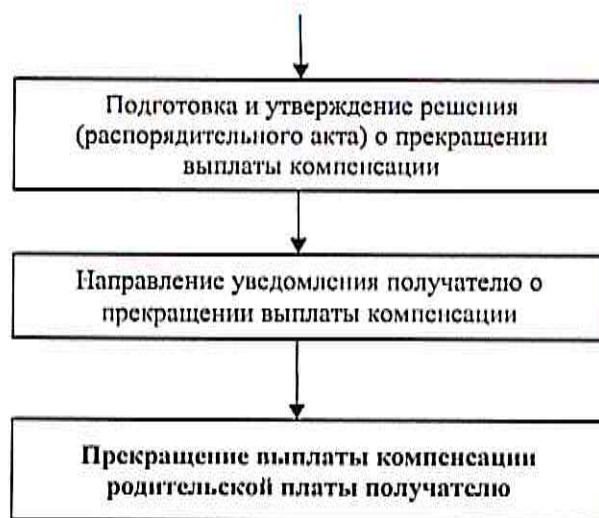 Подготовка и утверждение решения
(распорядительного акта) о прекращении
выплаты компенсации
Направление уведомления получателю о
прекращении выплаты компенсации
Прекращение выплаты компенсации
родительской платы получателю